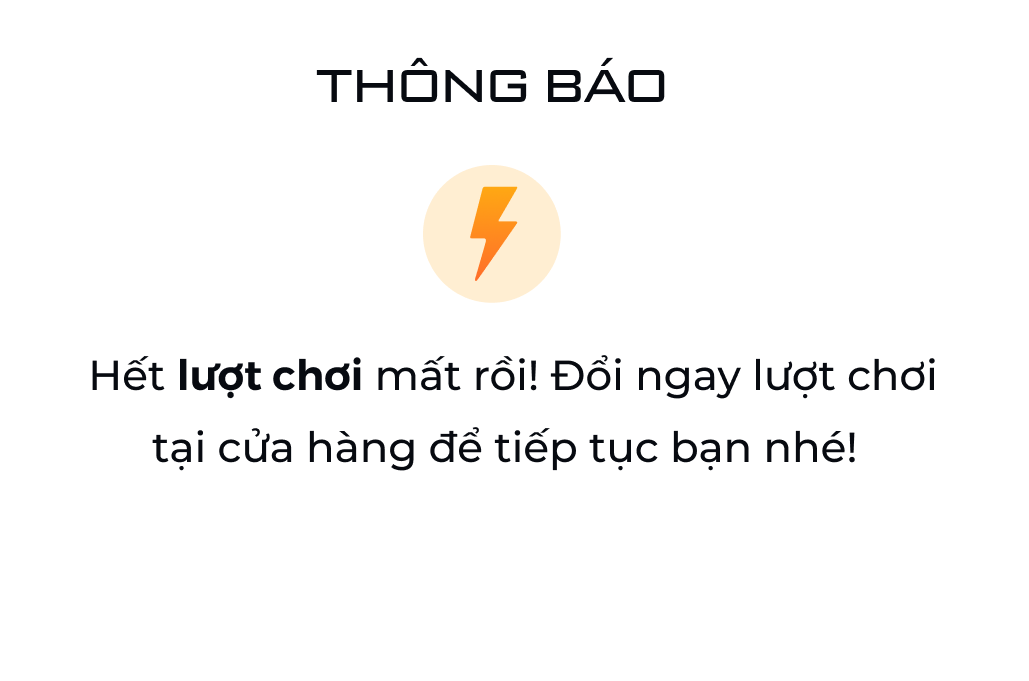 THÔNG BÁO
Hết lượt chơi mất rồi! Đổi ngay lượt chơi
tại cửa hàng để tiếp tục bạn nhé!